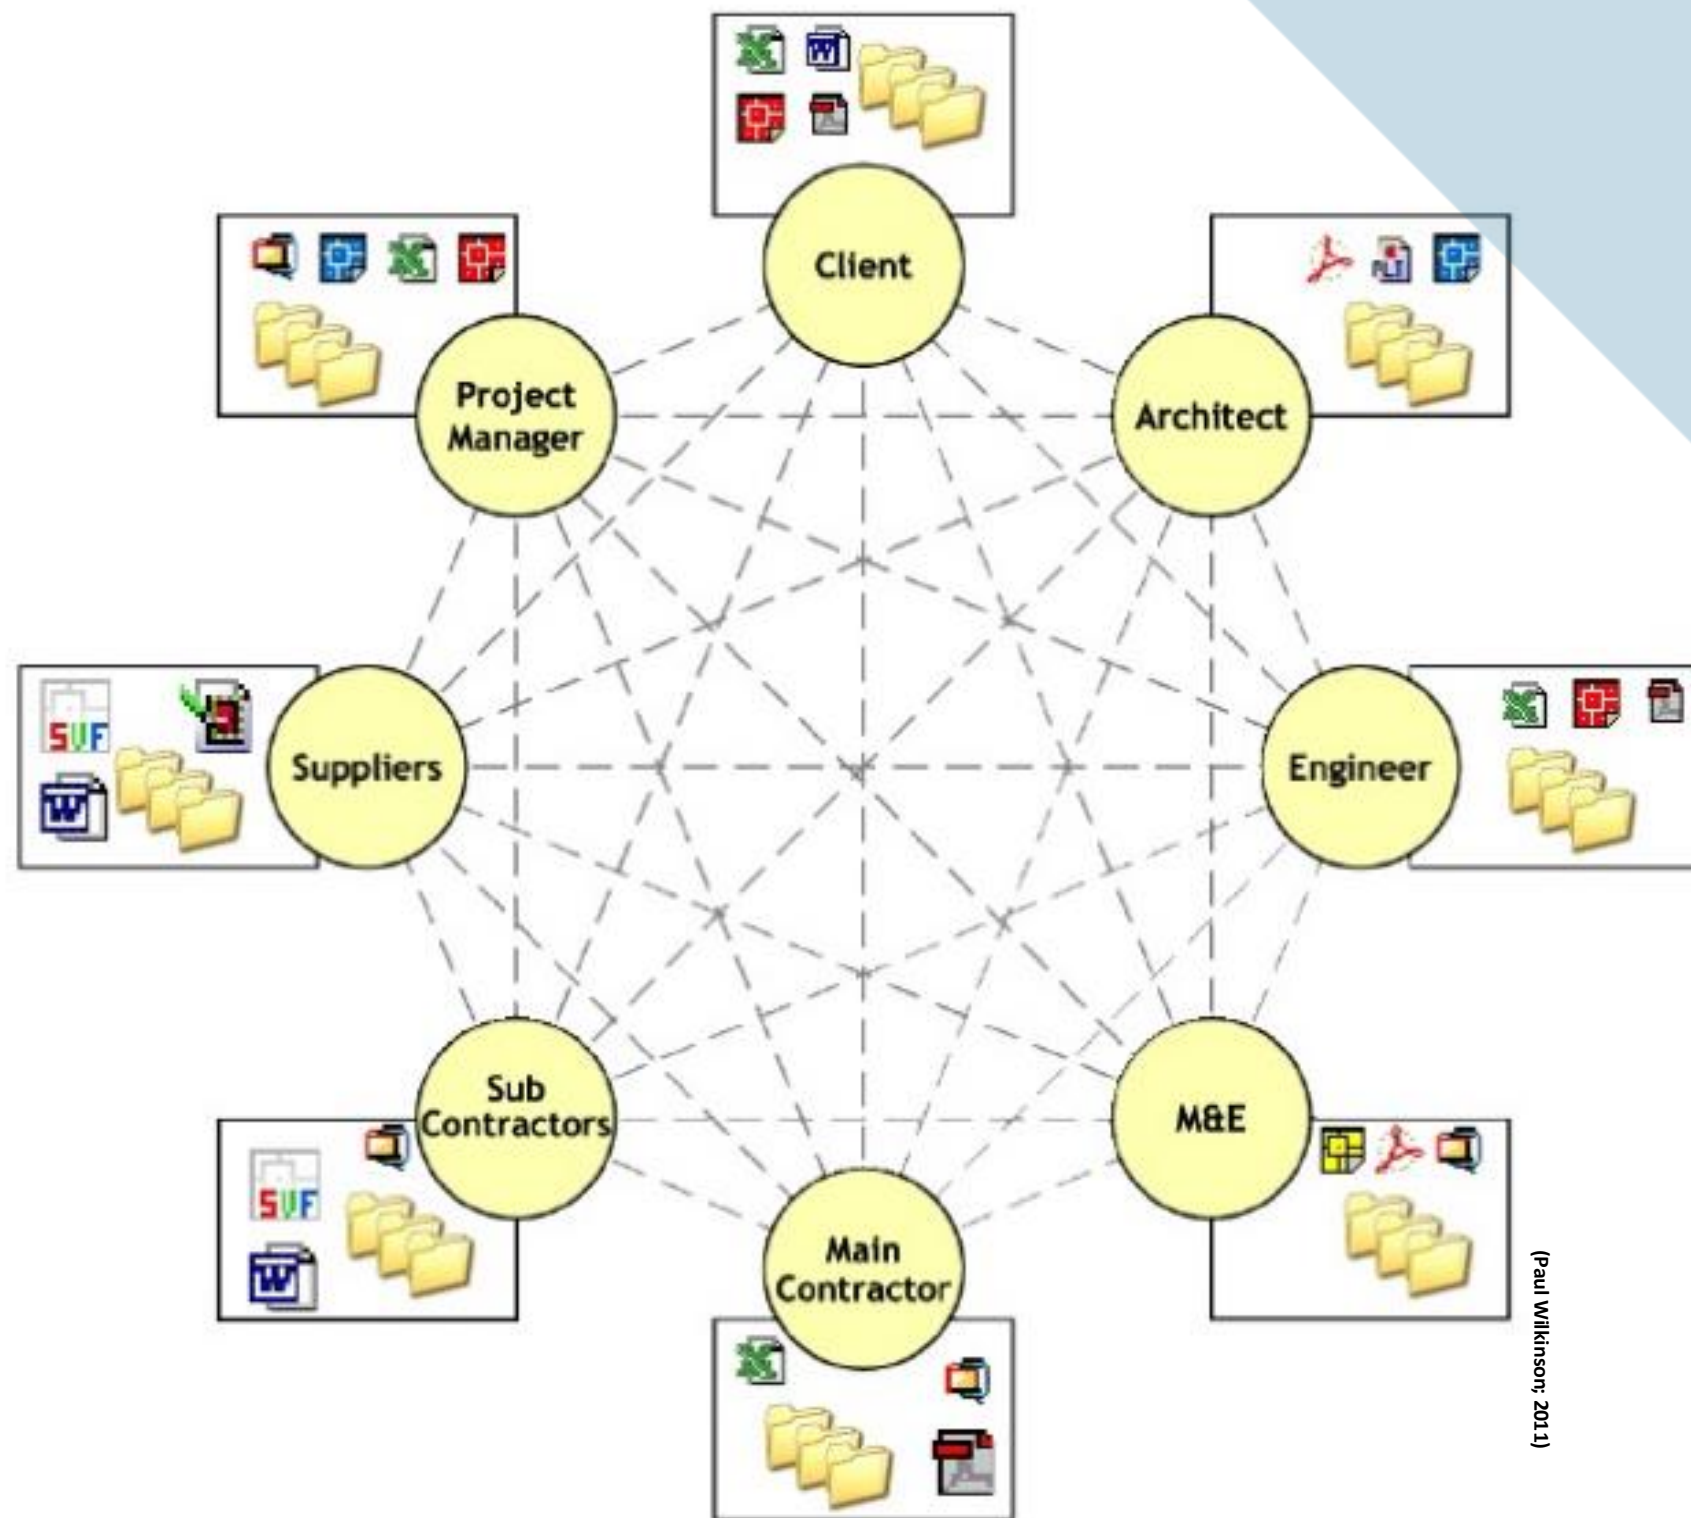 Client
Project
Manager
Architect
Suppliers
SVF
Engineer
Sub
Contractors
SVF
M&E
Main
Contractor
(Paul Wilkinson; 2011)